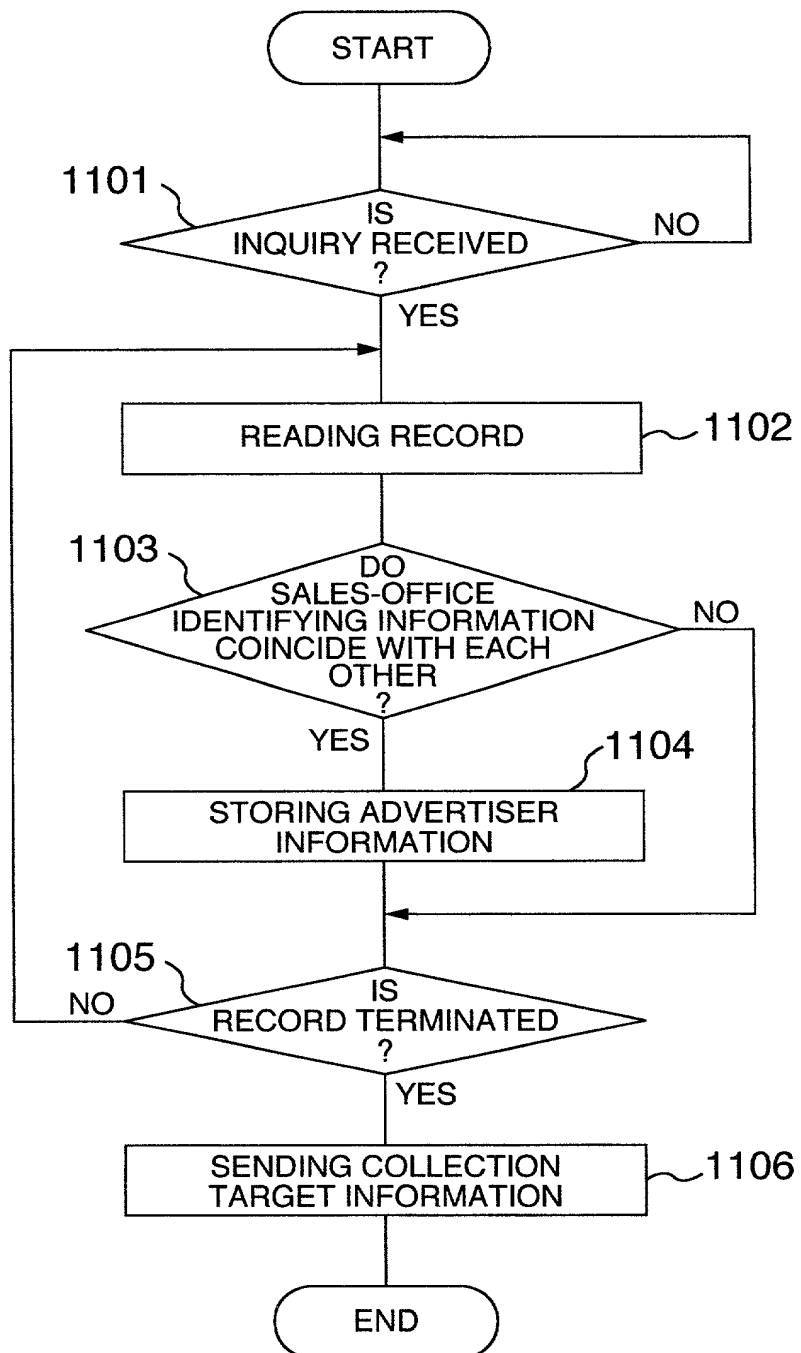 START
1101
IS
INQUIRY RECEIVED
?
NO
YES
READING RECORD
1102
1103
DO
SALES-OFFICE
IDENTIFYING INFORMATION
COINCIDE WITH EACH
OTHER
?
NO
YES
1104
STORING ADVERTISER
INFORMATION
1105
NO
IS
RECORD TERMINATED
?
YES
SENDING COLLECTION
TARGET INFORMATION
1106
END